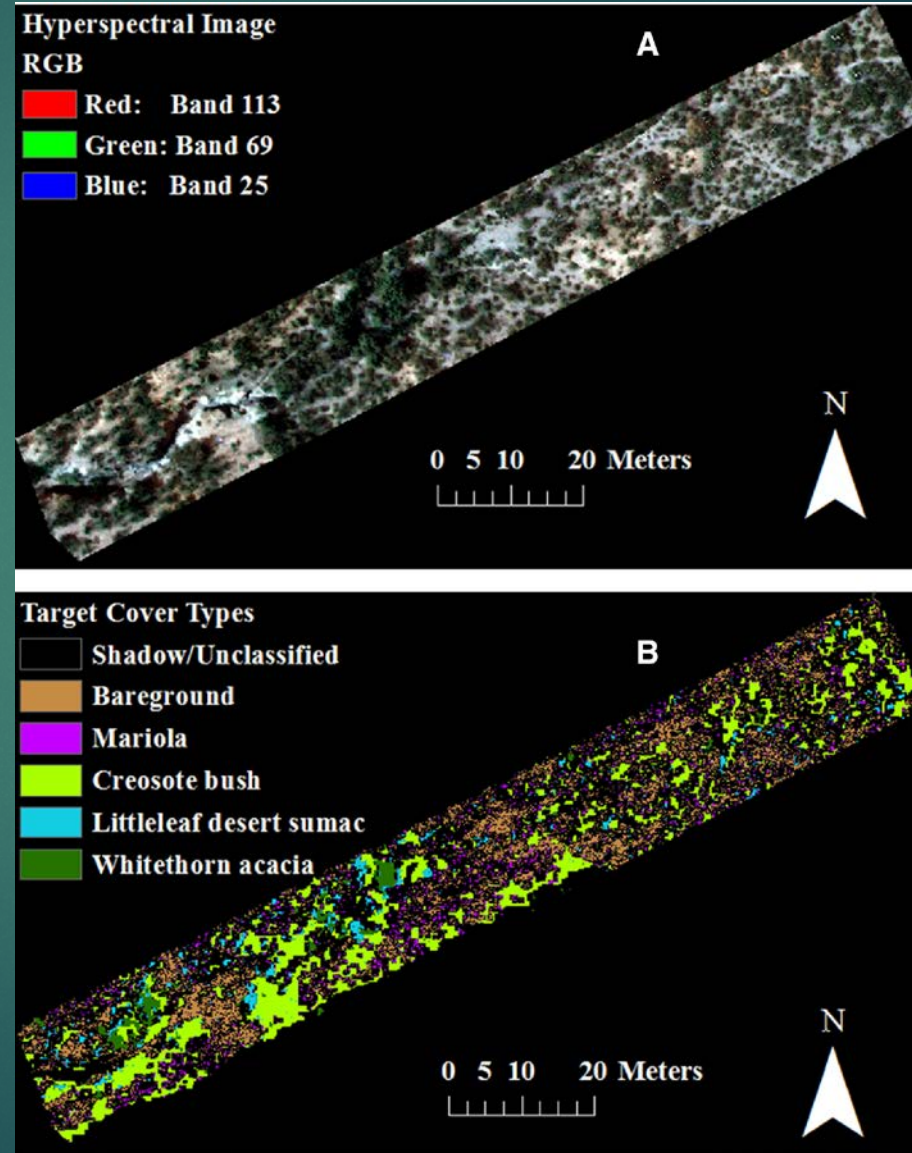 Hyperspectral Image
A
RGB
Red: Band 113
Green: Band 69
Blue: Band 25
N
0 5 10 20 Meters
Target Cover Types
B
Shadow/Unclassified
Bareground
Mariola
Creosote bush
Littleleaf desert sumac
Whitethorn acacia
N
0 5 10 20 Meters